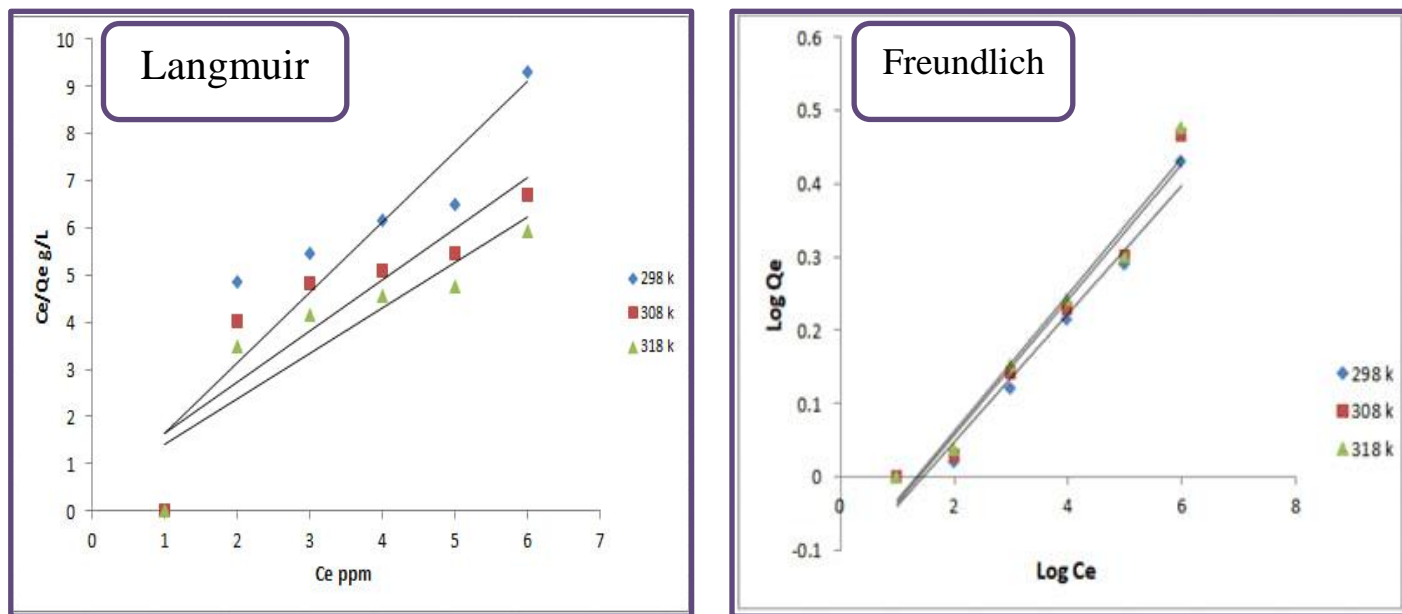 Langmuir
10
9
8
7
6
5
4
3
2
1
0
Ce/Qe g/L
0 1 2 3 4 5 6 7
Ce ppm
298 k
308 k
318 k
Freundlich
0.6
0.5
0.4
0.3
0.2
0.1
0
-0.1
Log Qe
0 2 4 6 8
Log Ce
298 k
308 k
318 k